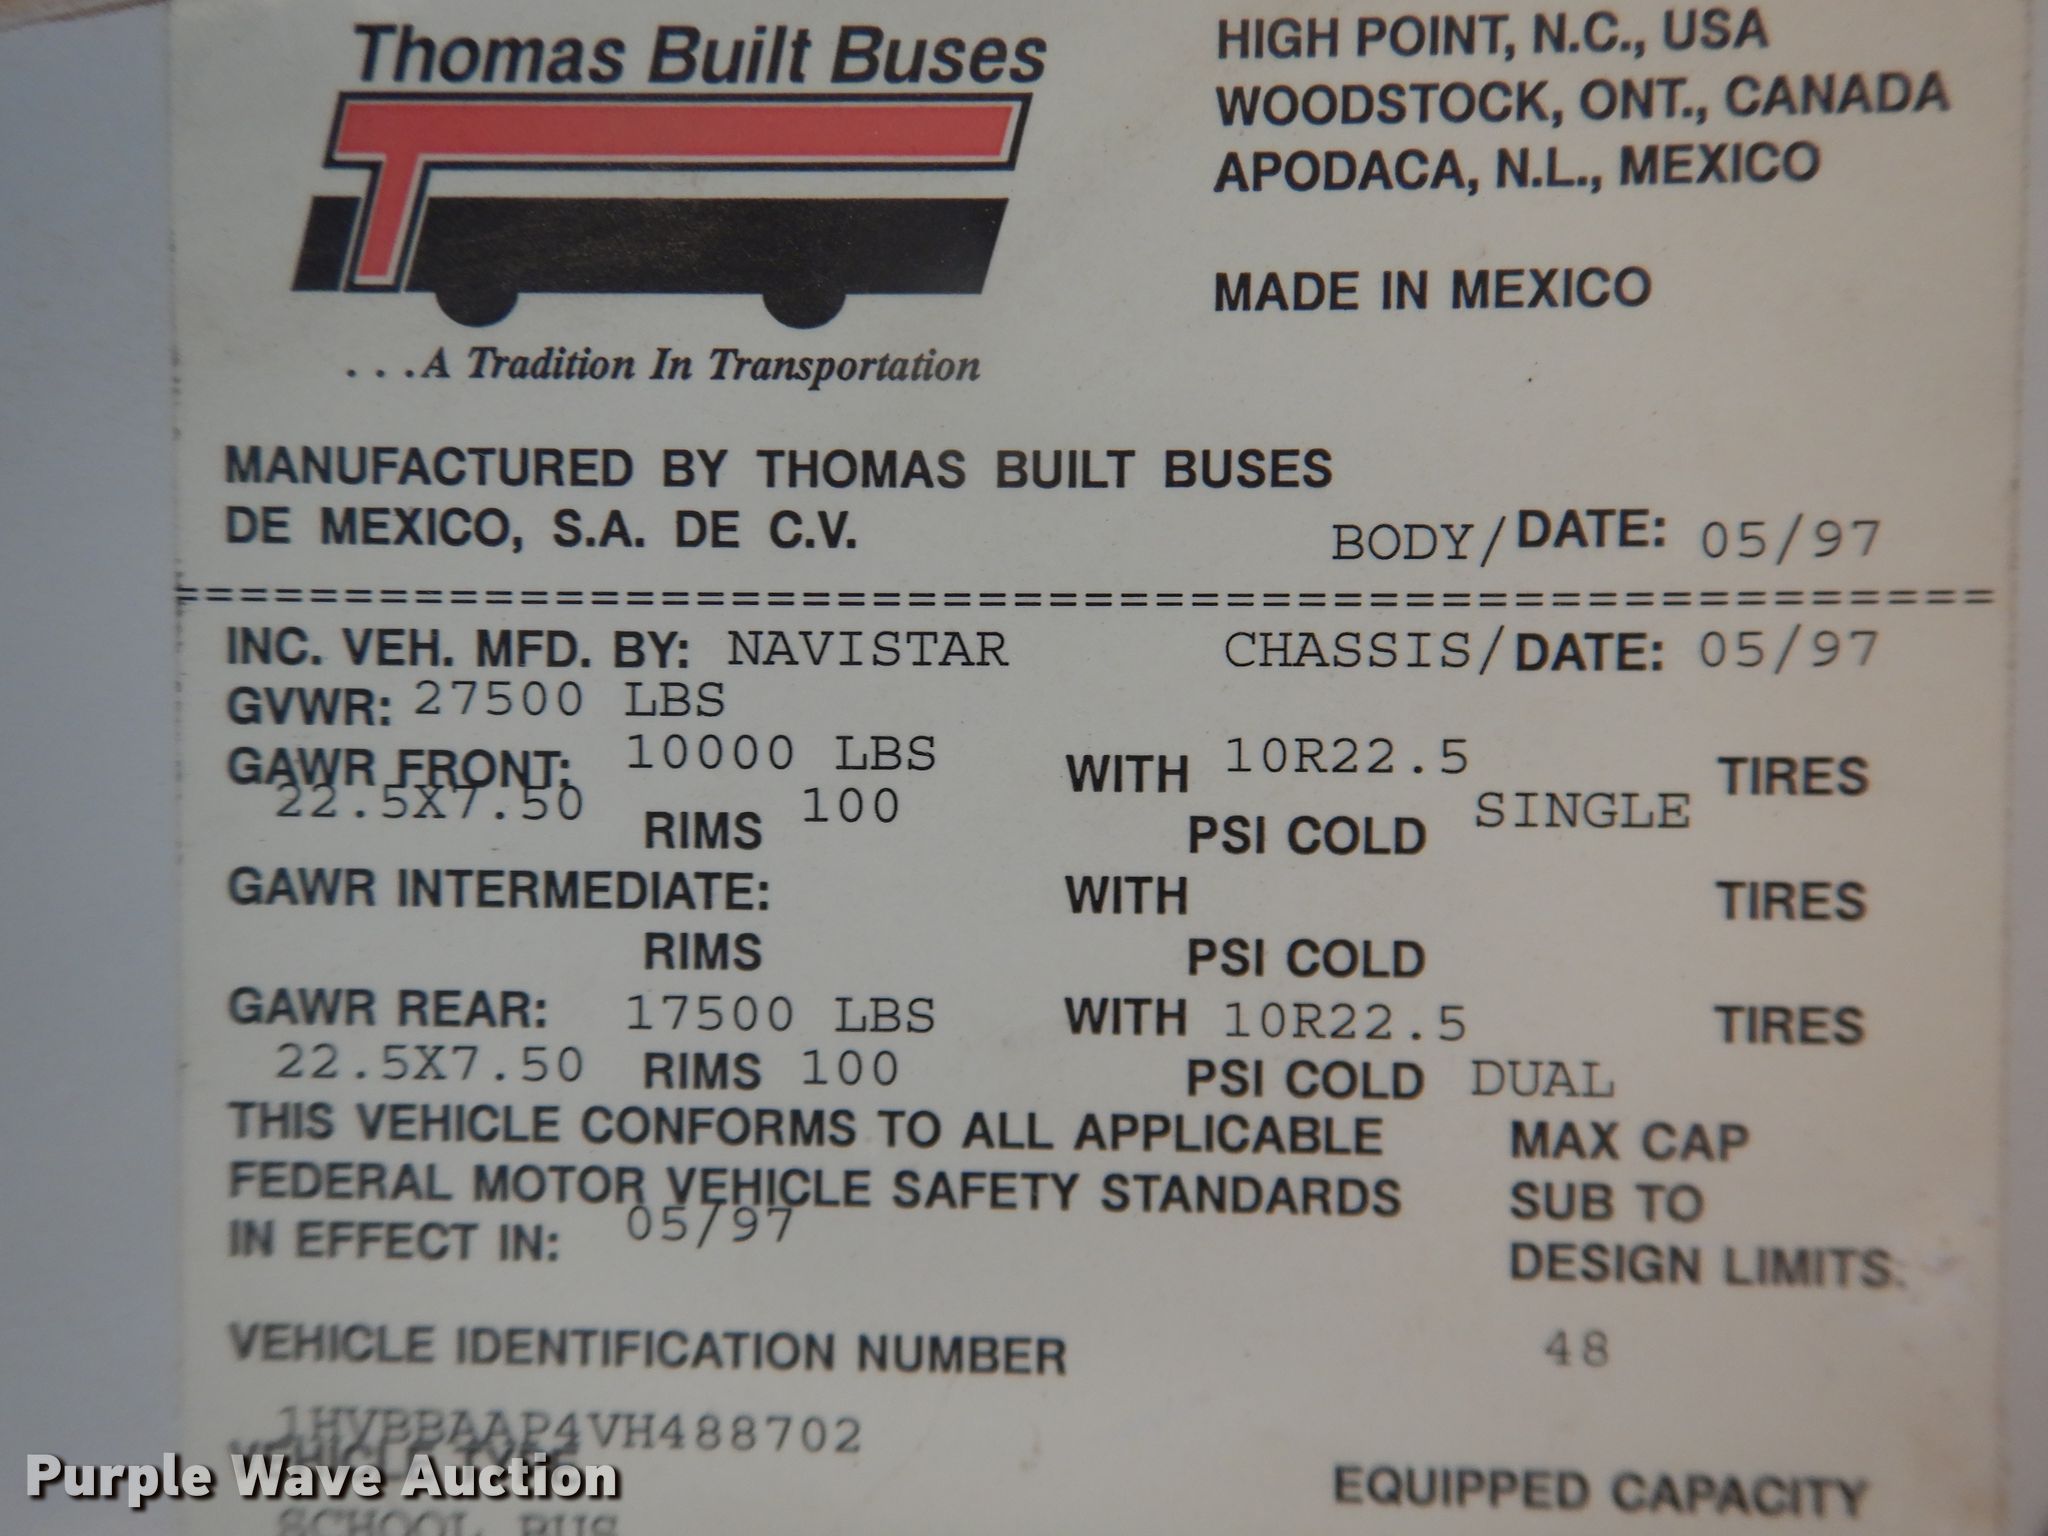 Thomas Built Buses
...A Tradition In Transportation
HIGH POINT, N.C., USA
WOODSTOCK, ONT., CANADA
APODACA, N.L., MEXICO
MADE IN MEXICO
MANUFACTURED BY THOMAS BUILT BUSES
DE MEXICO, S.A. DE C.V. BODY/DATE: 05/97
INC. VEH. MFD. BY: NAVISTAR CHASSIS/DATE: 05/97
GVWR: 27500 LBS
GAWR FRONT: 10000 LBS WITH 10R22.5 TIRES
22.5X7.50 RIMS 100 PSI COLD SINGLE
GAWR INTERMEDIATE: WITH TIRES
RIMS PSI COLD
GAWR REAR: 17500 LBS WITH 10R22.5 TIRES
22.5X7.50 RIMS 100 PSI COLD DUAL
THIS VEHICLE CONFORMS TO ALL APPLICABLE
FEDERAL MOTOR VEHICLE SAFETY STANDARDS
IN EFFECT IN: 05/97
MAX CAP
SUB TO
DESIGN LIMITS.
48
VEHICLE IDENTIFICATION NUMBER
1HVBBAAP4VH488702
VEHICLE TYPE
SCHOOL BUS
EQUIPPED CAPACITY
Purple Wave Auction